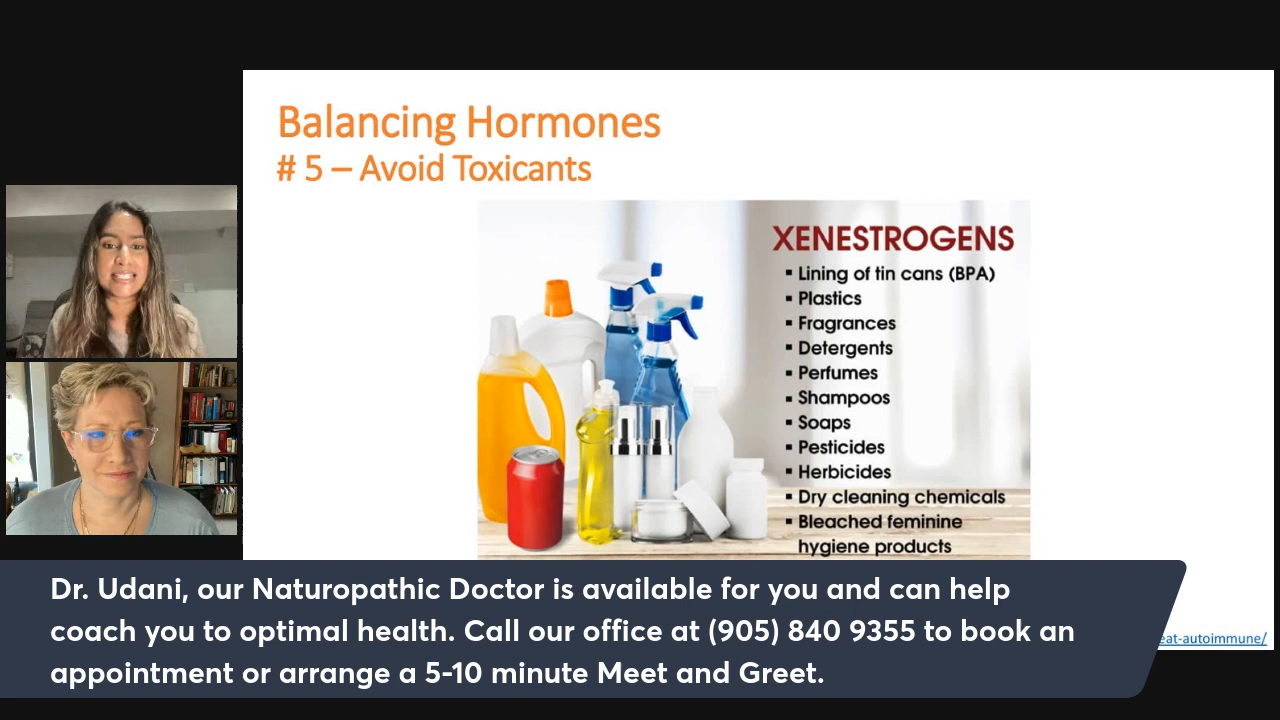 Balancing Hormones
# 5 – Avoid Toxicants
XENESTROGENS
▪ Lining of tin cans (BPA)
▪ Plastics
▪ Fragrances
▪ Detergents
▪ Perfumes
▪ Shampoos
▪ Soaps
▪ Pesticides
▪ Herbicides
▪ Dry cleaning chemicals
▪ Bleached feminine
hygiene products
Dr. Udani, our Naturopathic Doctor is available for you and can help
coach you to optimal health. Call our office at (905) 840 9355 to book an
appointment or arrange a 5-10 minute Meet and Greet.
eat-autoimmune/